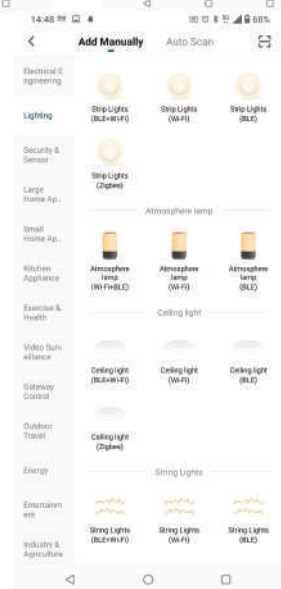 14:48 68%
Add Manually Auto Scan
Electrical E
ngineering
Lighting
Security &
Sensor
Large
Home Ap...
Small
Home Ap...
Kitchen
Appliance
Exercise &
Health
Video Surv
eillance
Gateway
Control
Outdoor
Travel
Energy
Entertainm
ent
Industry &
Agriculture
Strip Lights
(BLE+Wi-Fi)
Strip Lights
(Wi-Fi)
Strip Lights
(BLE)
Strip Lights
(Zigbee)
Atmosphere lamp
Atmosphere
lamp
(Wi-Fi+BLE)
Atmosphere
lamp
(Wi-Fi)
Atmosphere
lamp
(BLE)
Ceiling light
Ceiling light
(BLE+Wi-Fi)
Ceiling light
(Wi-Fi)
Ceiling light
(BLE)
Ceiling light
(Zigbee)
String Lights
String Lights
(BLE+Wi-Fi)
String Lights
(Wi-Fi)
String Lights
(BLE)